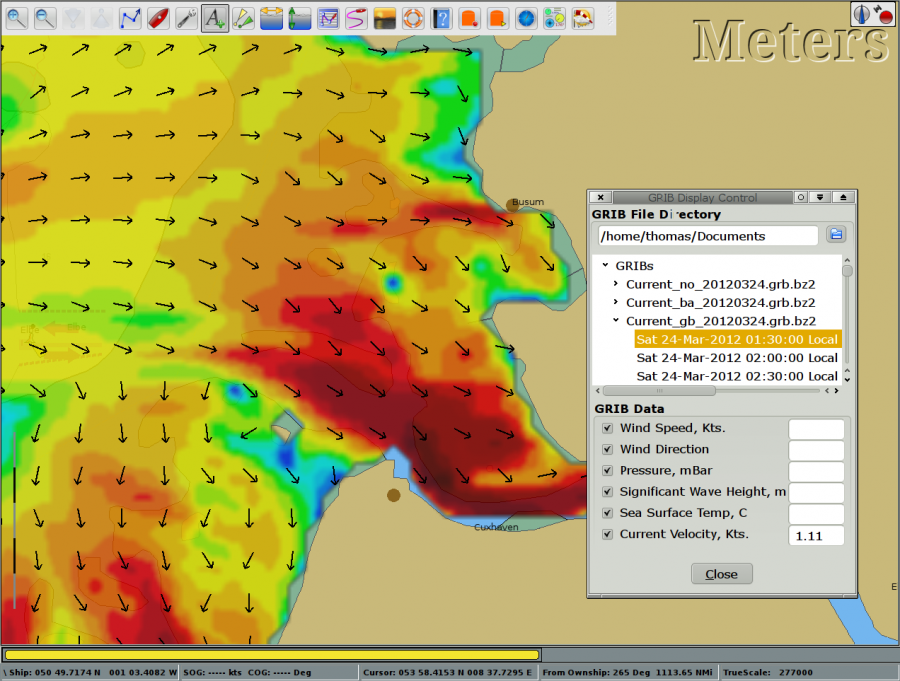 Meters
Busum
GRIB Display Control
GRIB File Directory
/home/thomas/Documents
GRIBs
Current_no_20120324.grb.bz2
Current_ba_20120324.grb.bz2
Current_gb_20120324.grb.bz2
Sat 24-Mar-2012 01:30:00 Local
Sat 24-Mar-2012 02:00:00 Local
Sat 24-Mar-2012 02:30:00 Local
GRIB Data
Wind Speed, Kts.
Wind Direction
Pressure, mBar
Significant Wave Height, m
Sea Surface Temp, C
Current Velocity, Kts. 1.11
Close
Cuxhaven
E
\ Ship: 050 49.7174 N 001 03.4082 W SOG: ----- kts COG: ----- Deg Cursor: 053 58.4153 N 008 37.7295 E From Ownship: 265 Deg 1113.65 NMi TrueScale: 277000